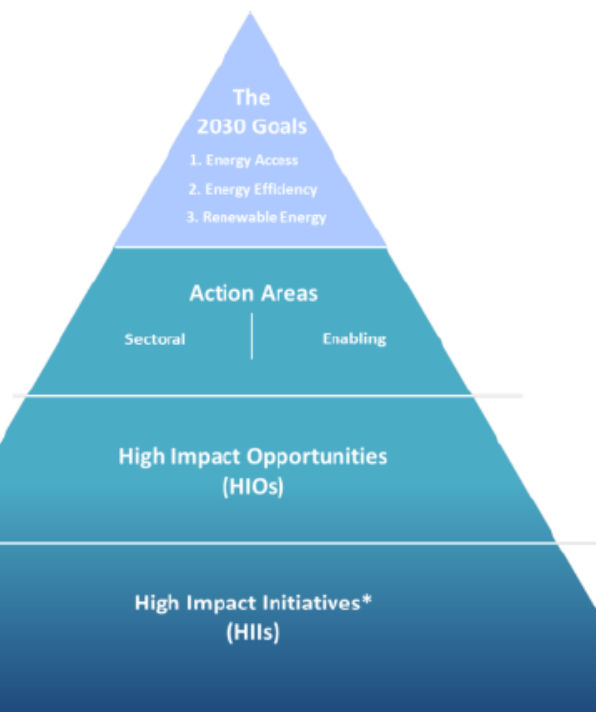 The
2030 Goals
1. Energy Access
2. Energy Efficiency
3. Renewable Energy
Action Areas
Sectoral
Enabling
High Impact Opportunities
(HIOs)
High Impact Initiatives*
(HIIs)